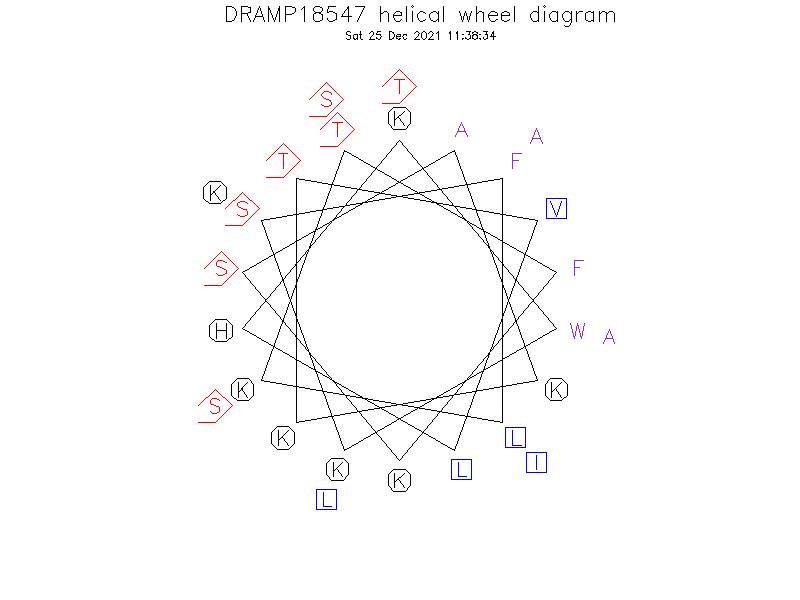 DRAMP18547 helical wheel diagram
Sat 25 Dec 2021 11:38:34
T
S
K
T A
A
T F
K
S V
S F
H W A
K K
S
K L
I
K L
K
L